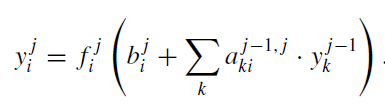 $y_i^j = f_i^j \left( b_i^j + \sum_k a_{ki}^{j-1,j} \cdot y_k^{j-1} \right).$